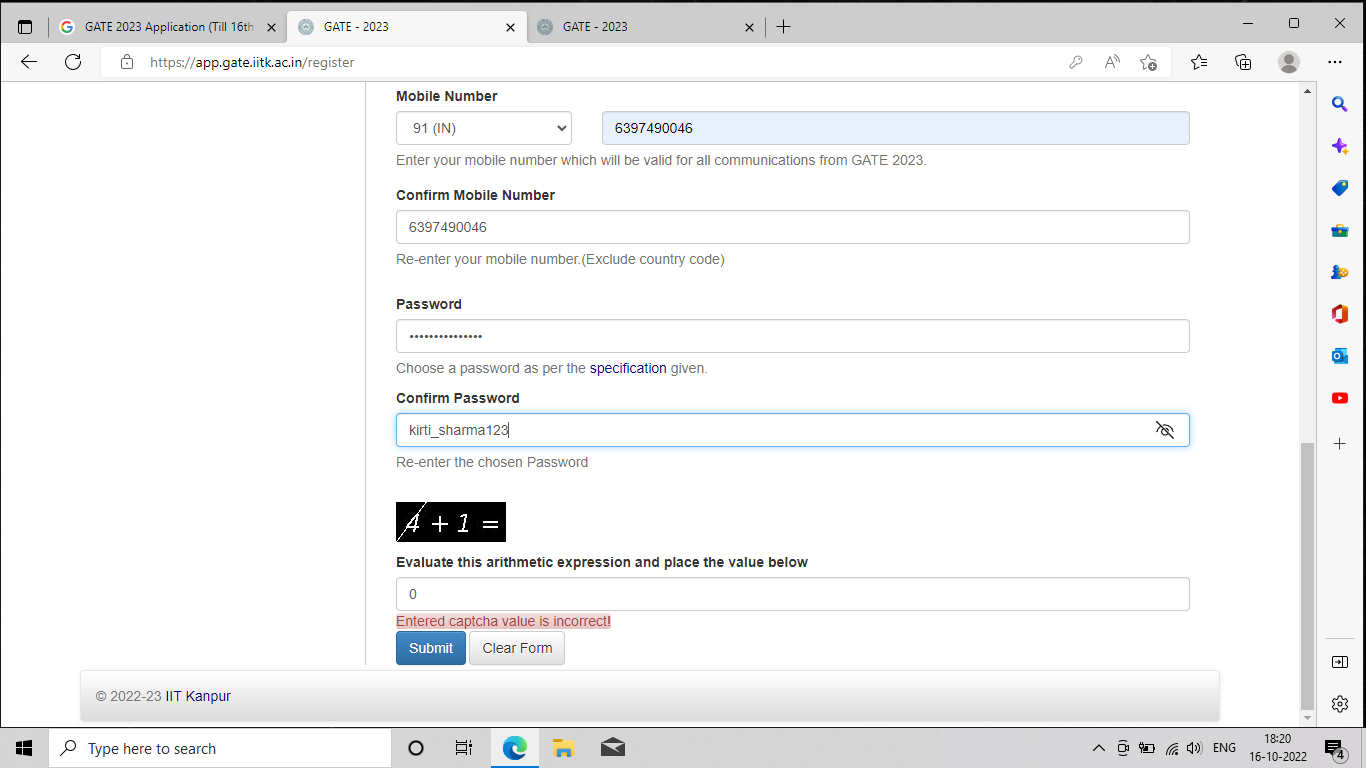 GATE 2023 Application (Till 16th
GATE - 2023
GATE - 2023
https://app.gate.iitk.ac.in/register
Mobile Number
91 (IN) 6397490046
Enter your mobile number which will be valid for all communications from GATE 2023.
Confirm Mobile Number
6397490046
Re-enter your mobile number.(Exclude country code)
Password
•••••••••••••••
Choose a password as per the specification given.
Confirm Password
kirti_sharma123
Re-enter the chosen Password
4 + 1 =
Evaluate this arithmetic expression and place the value below
0
Entered captcha value is incorrect!
Submit Clear Form
© 2022-23 IIT Kanpur
Type here to search
ENG
18:20
16-10-2022
4